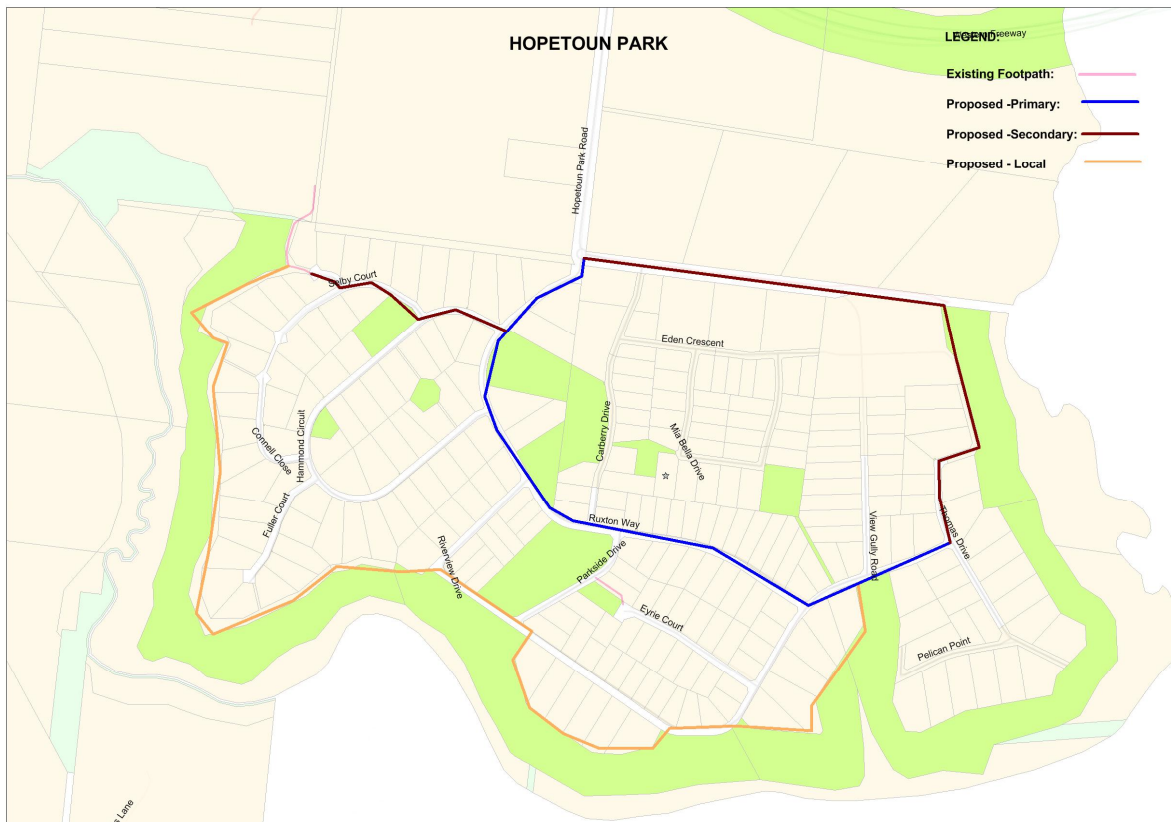 HOPETOUN PARK
LEGEND:
Existing Footpath:
Proposed -Primary:
Proposed -Secondary:
Proposed - Local
Hopetoun Park Road
Selby Court
Eden Crescent
Carberry Drive
Mia Bella Drive
Hammond Circuit
Connell Close
Fuller Court
Ruxton Way
Riverview Drive
Parkside Drive
Eyrie Court
View Gully Road
Thomas Drive
Pelican Point
Lane